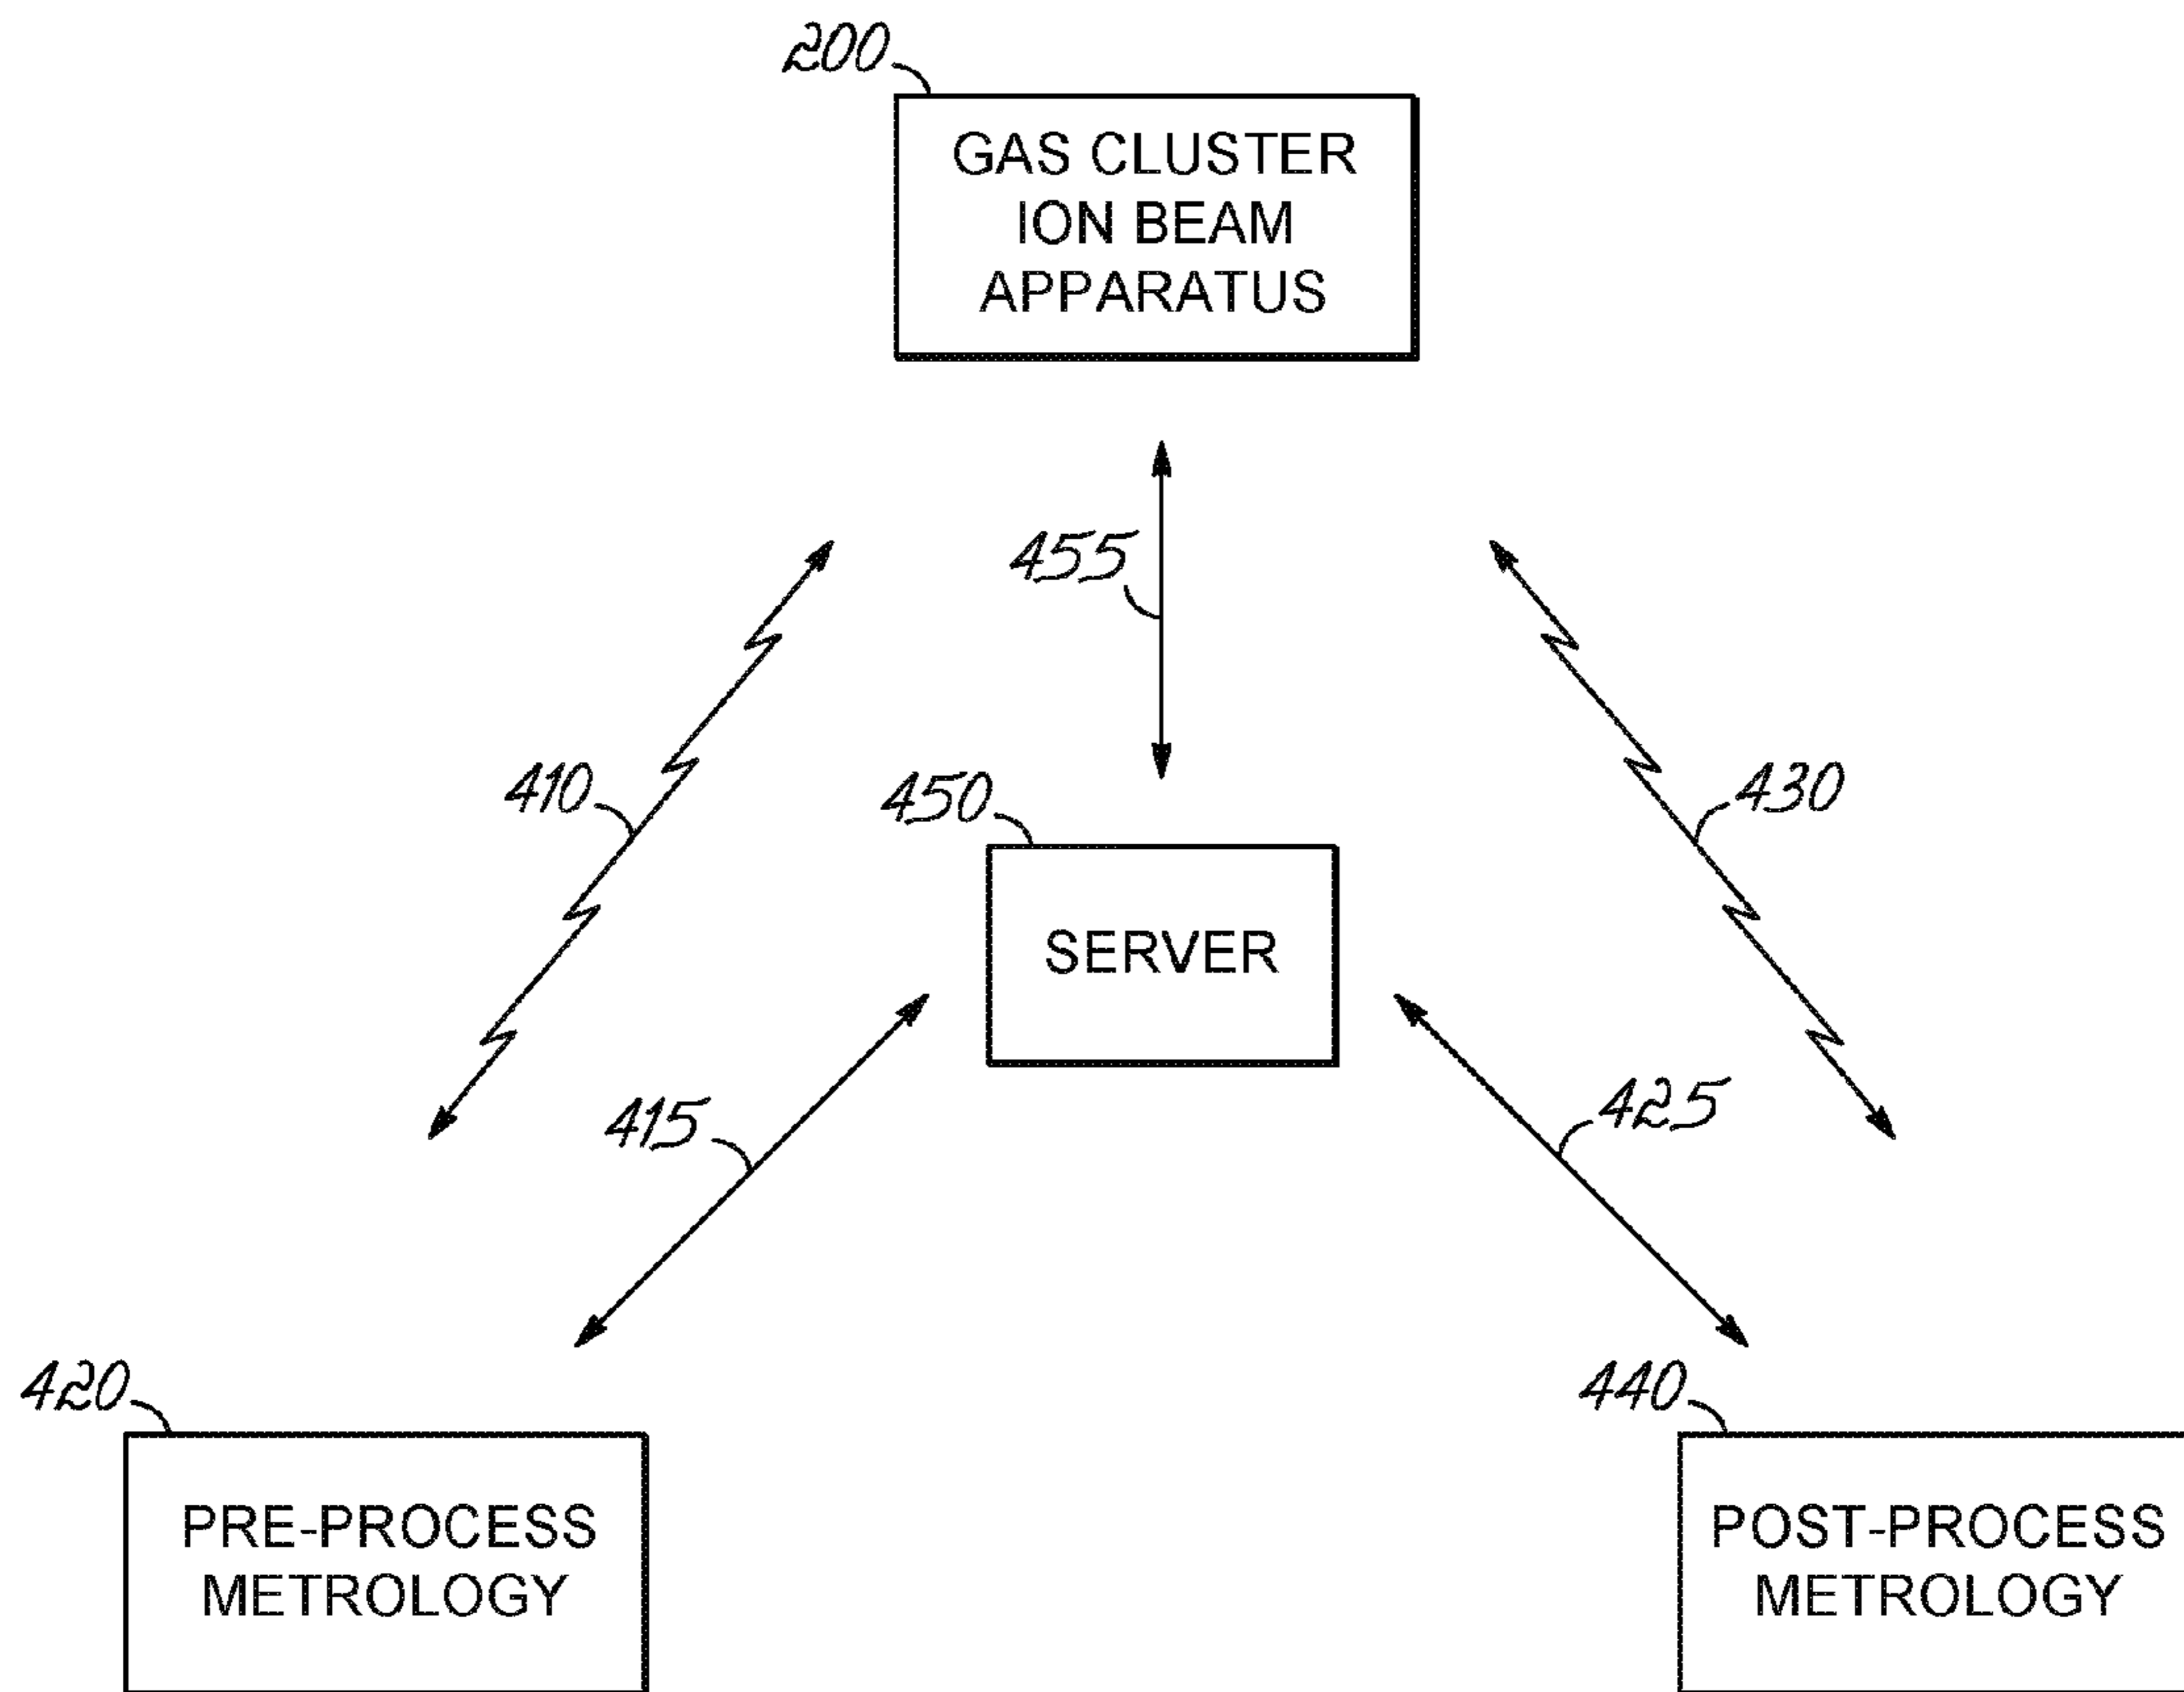 200
GAS CLUSTER
ION BEAM
APPARATUS
455
410
450
430
SERVER
415
425
420
440
PRE-PROCESS
METROLOGY
POST-PROCESS
METROLOGY